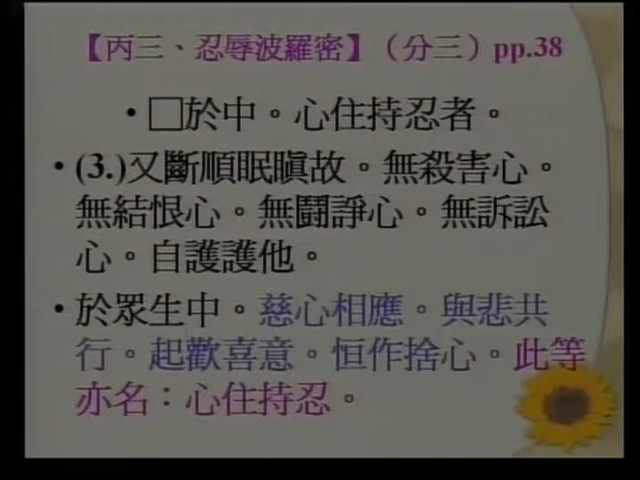 【丙三、忍辱波羅密】（分三）pp.38
•□於中。心住持忍者。
•(3.)又斷順眠瞋故。無殺害心。
無結恨心。無鬪諍心。無訴訟
心。自護護他。
•於眾生中。慈心相應。與悲共
行。起歡喜意。恒作捨心。此等
亦名：心住持忍。